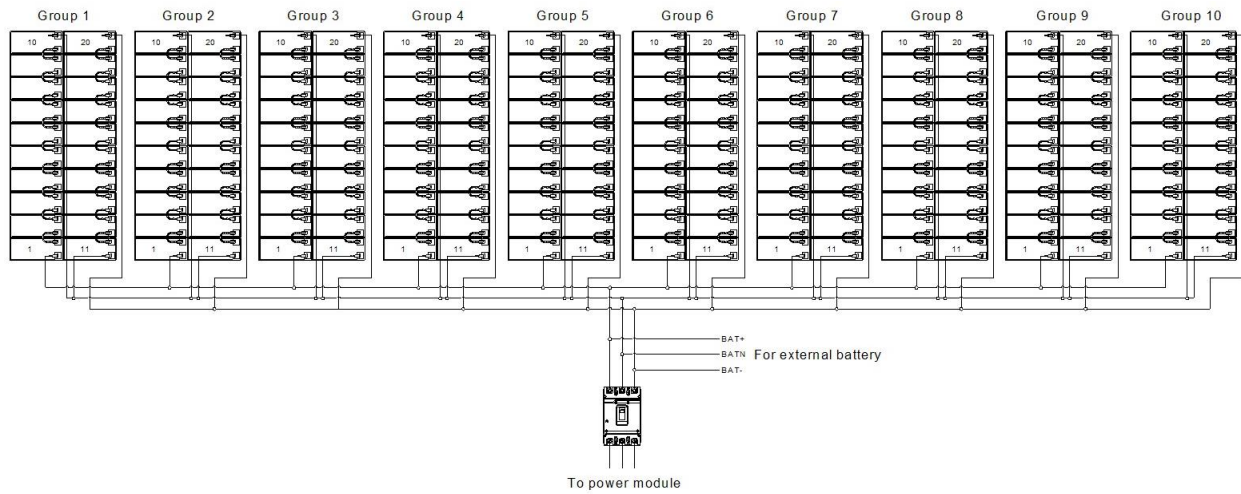 Group 1 Group 2 Group 3 Group 4 Group 5 Group 6 Group 7 Group 8 Group 9 Group 10
10 20 10 20 10 20 10 20 10 20 10 20 10 20 10 20 10 20 10 20
1 11 1 11 1 11 1 11 1 11 1 11 1 11 1 11 1 11 1 11
BAT+
BATN For external battery
BAT-
To power module